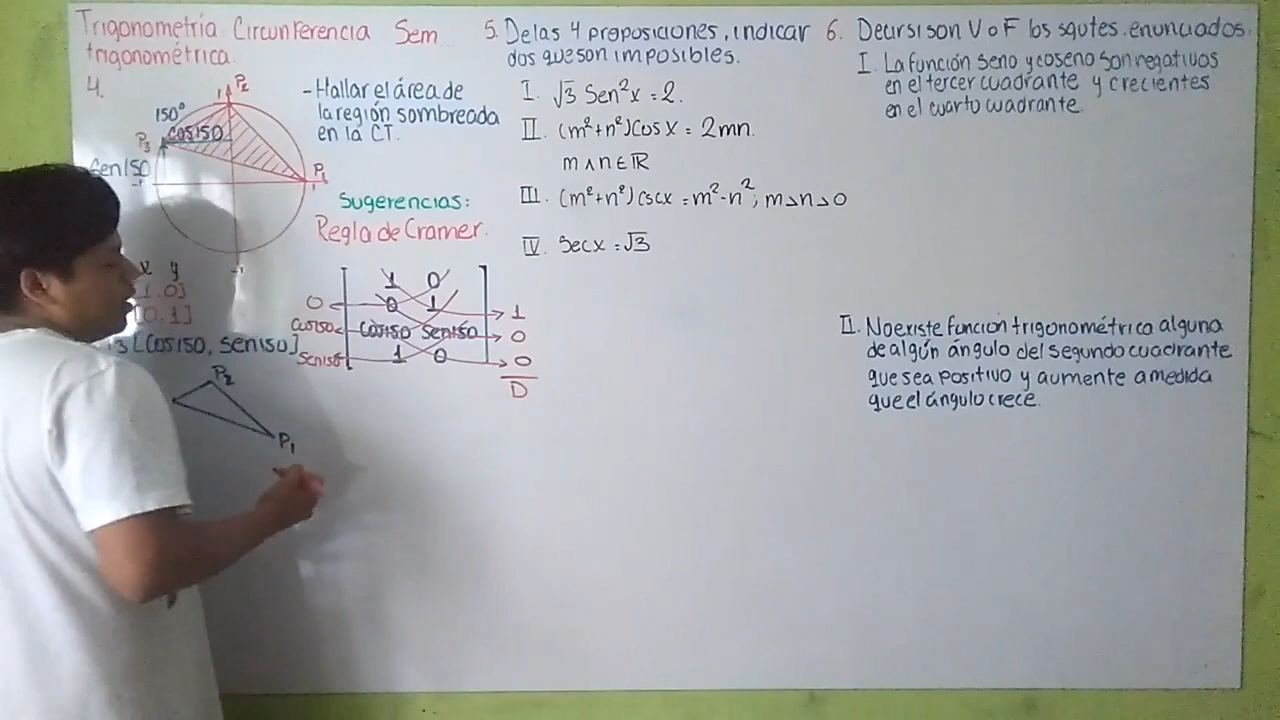 Trigonometría Circunferencia Sem
trigonométrica.
4.
P2
1
150°
P3
Cos150
Sen150
-1
P1
1
-1
- Hallar el área de
la región sombreada
en la CT.
Sugerencias:
Regla de Cramer.
x y
1,0]
[0,1]
3 [Cos150, Sen150]
P2
P1
1 0
0 0 1 1
Cos150 Cos150 Sen150 0
Sen150 1 0 0
D
5. De las 4 proposiciones, indicar
dos que son imposibles.
I. √3 Sen²x = 2.
II. (m²+n²)Cos x = 2mn.
m ∧ n ∈ ℝ
III. (m²+n²)cscx = m²-n²; m>n>0
IV. Secx = √3
6. Decir si son V o F los sgutes. enunciados.
I. La función seno y coseno son negativos
en el tercer cuadrante y crecientes
en el cuarto cuadrante.
II. No existe función trigonométrica alguna
de algún ángulo del segundo cuadrante
que sea positivo y aumente a medida
que el ángulo crece.